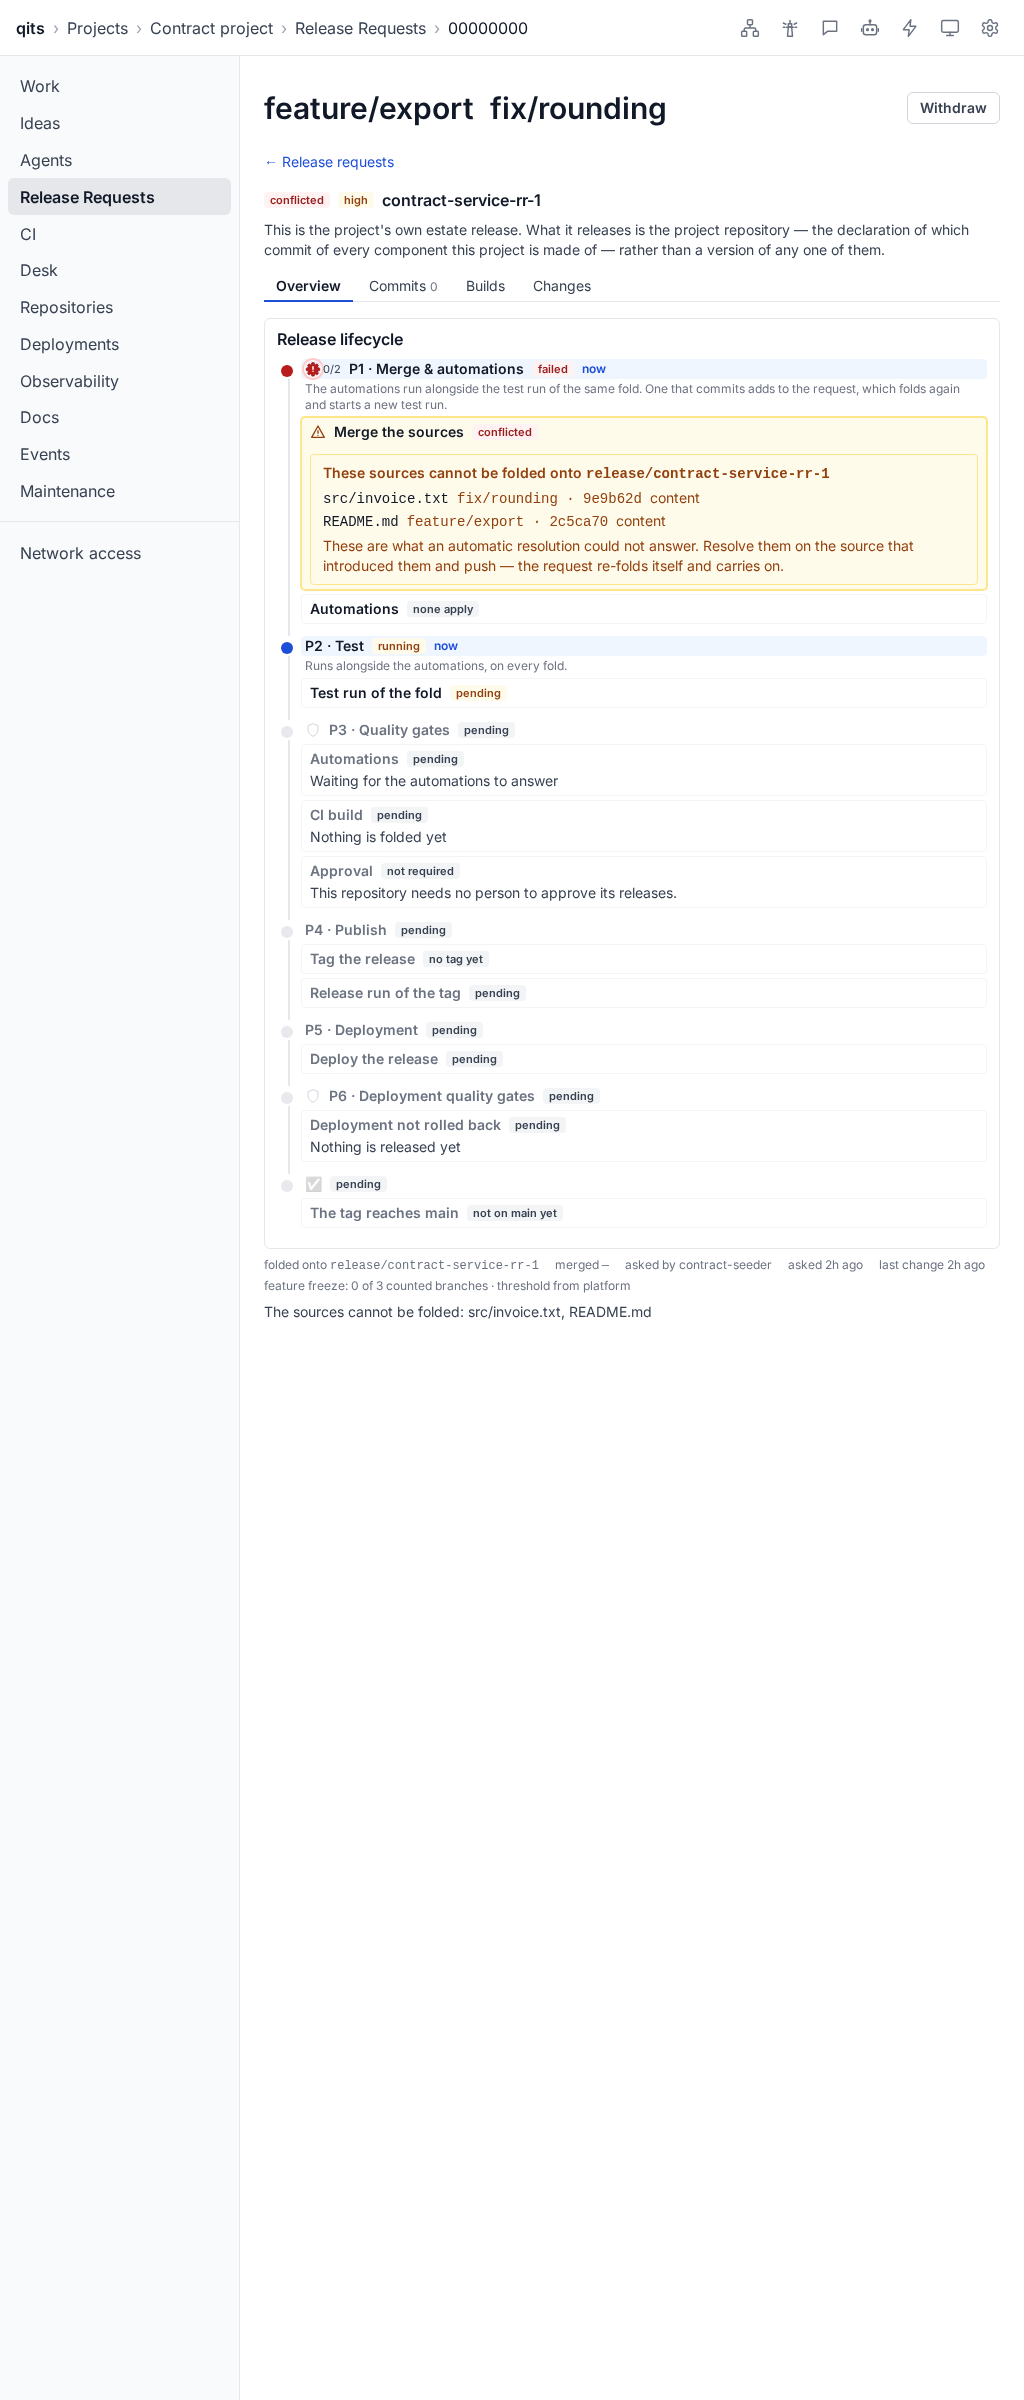 qits › Projects › Contract project › Release Requests › 00000000
Work
Ideas
Agents
Release Requests
CI
Desk
Repositories
Deployments
Observability
Docs
Events
Maintenance
Network access
feature/export fix/rounding
Withdraw
← Release requests
conflicted high contract-service-rr-1
This is the project's own estate release. What it releases is the project repository — the declaration of which
commit of every component this project is made of — rather than a version of any one of them.
Overview Commits 0 Builds Changes
Release lifecycle
0/2 P1 · Merge & automations failed now
The automations run alongside the test run of the same fold. One that commits adds to the request, which folds again
and starts a new test run.
Merge the sources conflicted
These sources cannot be folded onto release/contract-service-rr-1
src/invoice.txt fix/rounding · 9e9b62d content
README.md feature/export · 2c5ca70 content
These are what an automatic resolution could not answer. Resolve them on the source that
introduced them and push — the request re-folds itself and carries on.
Automations none apply
P2 · Test running now
Runs alongside the automations, on every fold.
Test run of the fold pending
P3 · Quality gates pending
Automations pending
Waiting for the automations to answer
CI build pending
Nothing is folded yet
Approval not required
This repository needs no person to approve its releases.
P4 · Publish pending
Tag the release no tag yet
Release run of the tag pending
P5 · Deployment pending
Deploy the release pending
P6 · Deployment quality gates pending
Deployment not rolled back pending
Nothing is released yet
✅ pending
The tag reaches main not on main yet
folded onto release/contract-service-rr-1 merged — asked by contract-seeder asked 2h ago last change 2h ago
feature freeze: 0 of 3 counted branches · threshold from platform
The sources cannot be folded: src/invoice.txt, README.md